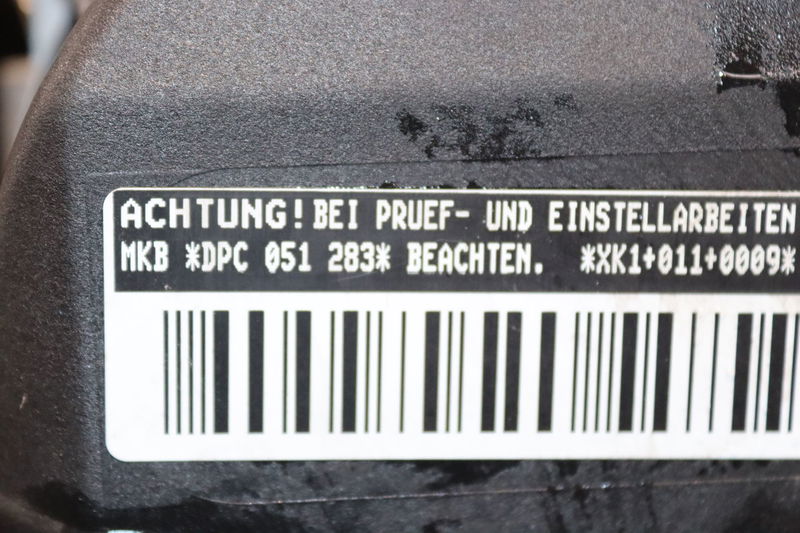 ACHTUNG! BEI PRUEF- UND EINSTELLARBEITEN
MKB *DPC 051 283* BEACHTEN. *XK1+011+0009*